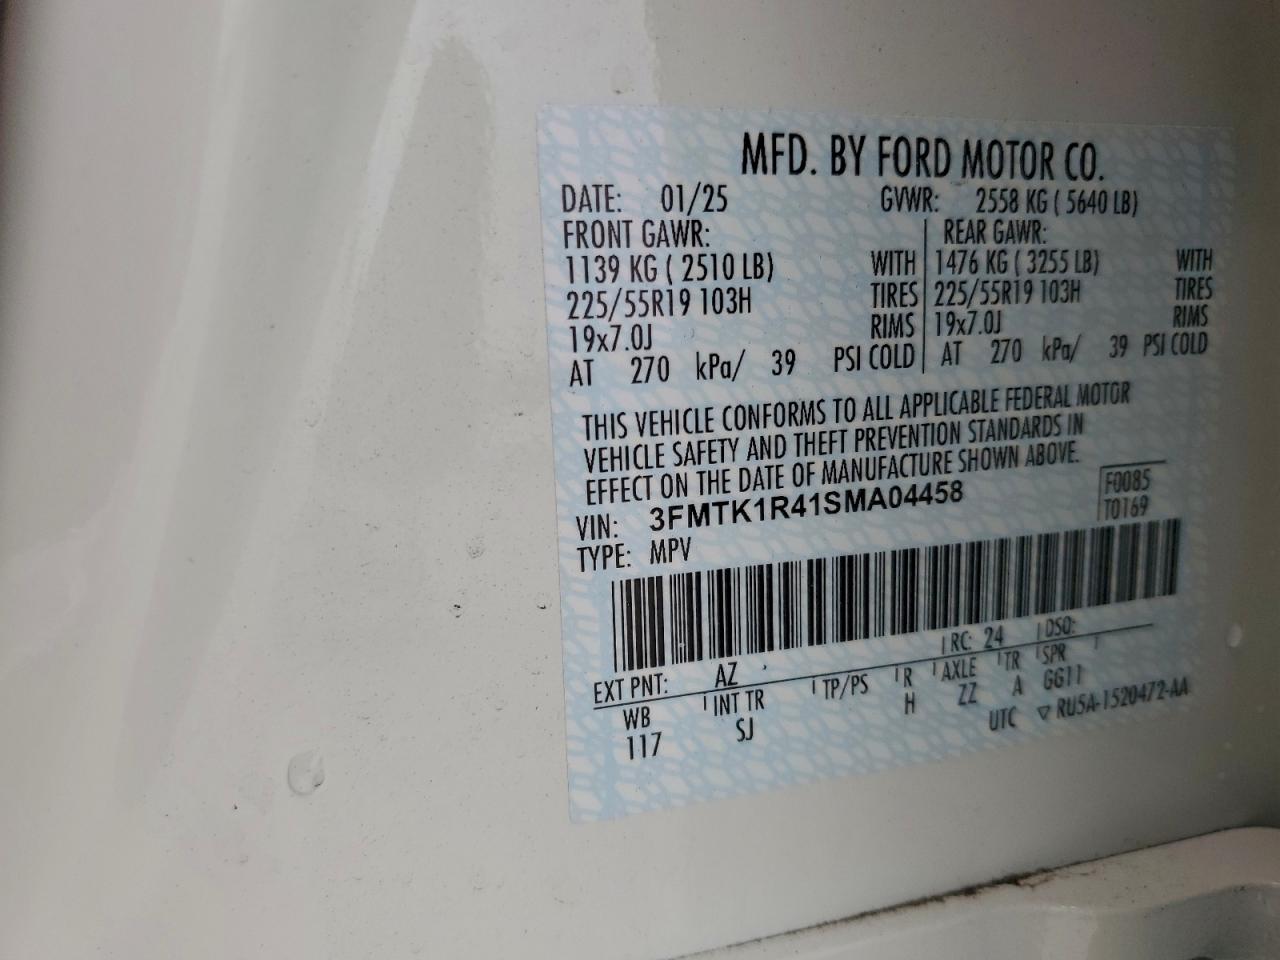 MFD. BY FORD MOTOR CO.
DATE: 01/25 GVWR: 2558 KG ( 5640 LB)
FRONT GAWR: REAR GAWR:
1139 KG ( 2510 LB) WITH 1476 KG ( 3255 LB) WITH
225/55R19 103H TIRES 225/55R19 103H TIRES
19x7.0J RIMS 19x7.0J RIMS
AT 270 kPa/ 39 PSI COLD AT 270 kPa/ 39 PSI COLD
THIS VEHICLE CONFORMS TO ALL APPLICABLE FEDERAL MOTOR
VEHICLE SAFETY AND THEFT PREVENTION STANDARDS IN
EFFECT ON THE DATE OF MANUFACTURE SHOWN ABOVE.
VIN: 3FMTK1R41SMA04458 F0085
TYPE: MPV T0169
EXT PNT: AZ RC: 24 DSO:
WB INT TR TP/PS R AXLE TR SPR
117 SJ H ZZ A GG11
UTC ▽ RU5A-1520472-AA